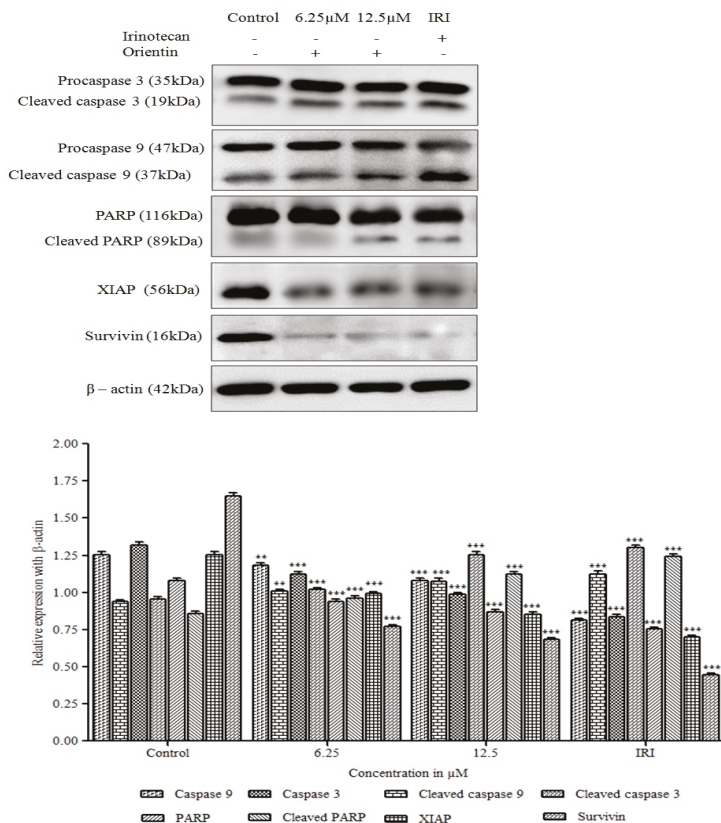 Control 6.25µM 12.5µM IRI
Irinotecan - - - +
Orientin - + + -
Procaspase 3 (35kDa)
Cleaved caspase 3 (19kDa)
Procaspase 9 (47kDa)
Cleaved caspase 9 (37kDa)
PARP (116kDa)
Cleaved PARP (89kDa)
XIAP (56kDa)
Survivin (16kDa)
β – actin (42kDa)
Relative expression with β-actin
2.00
1.75
1.50
1.25
1.00
0.75
0.50
0.25
0.00
** ** *** *** *** *** *** ***
*** *** *** *** *** *** *** ***
*** *** *** *** *** *** *** ***
Control 6.25 12.5 IRI
Concentration in µM
Caspase 9 Caspase 3 Cleaved caspase 9 Cleaved caspase 3
PARP Cleaved PARP XIAP Survivin